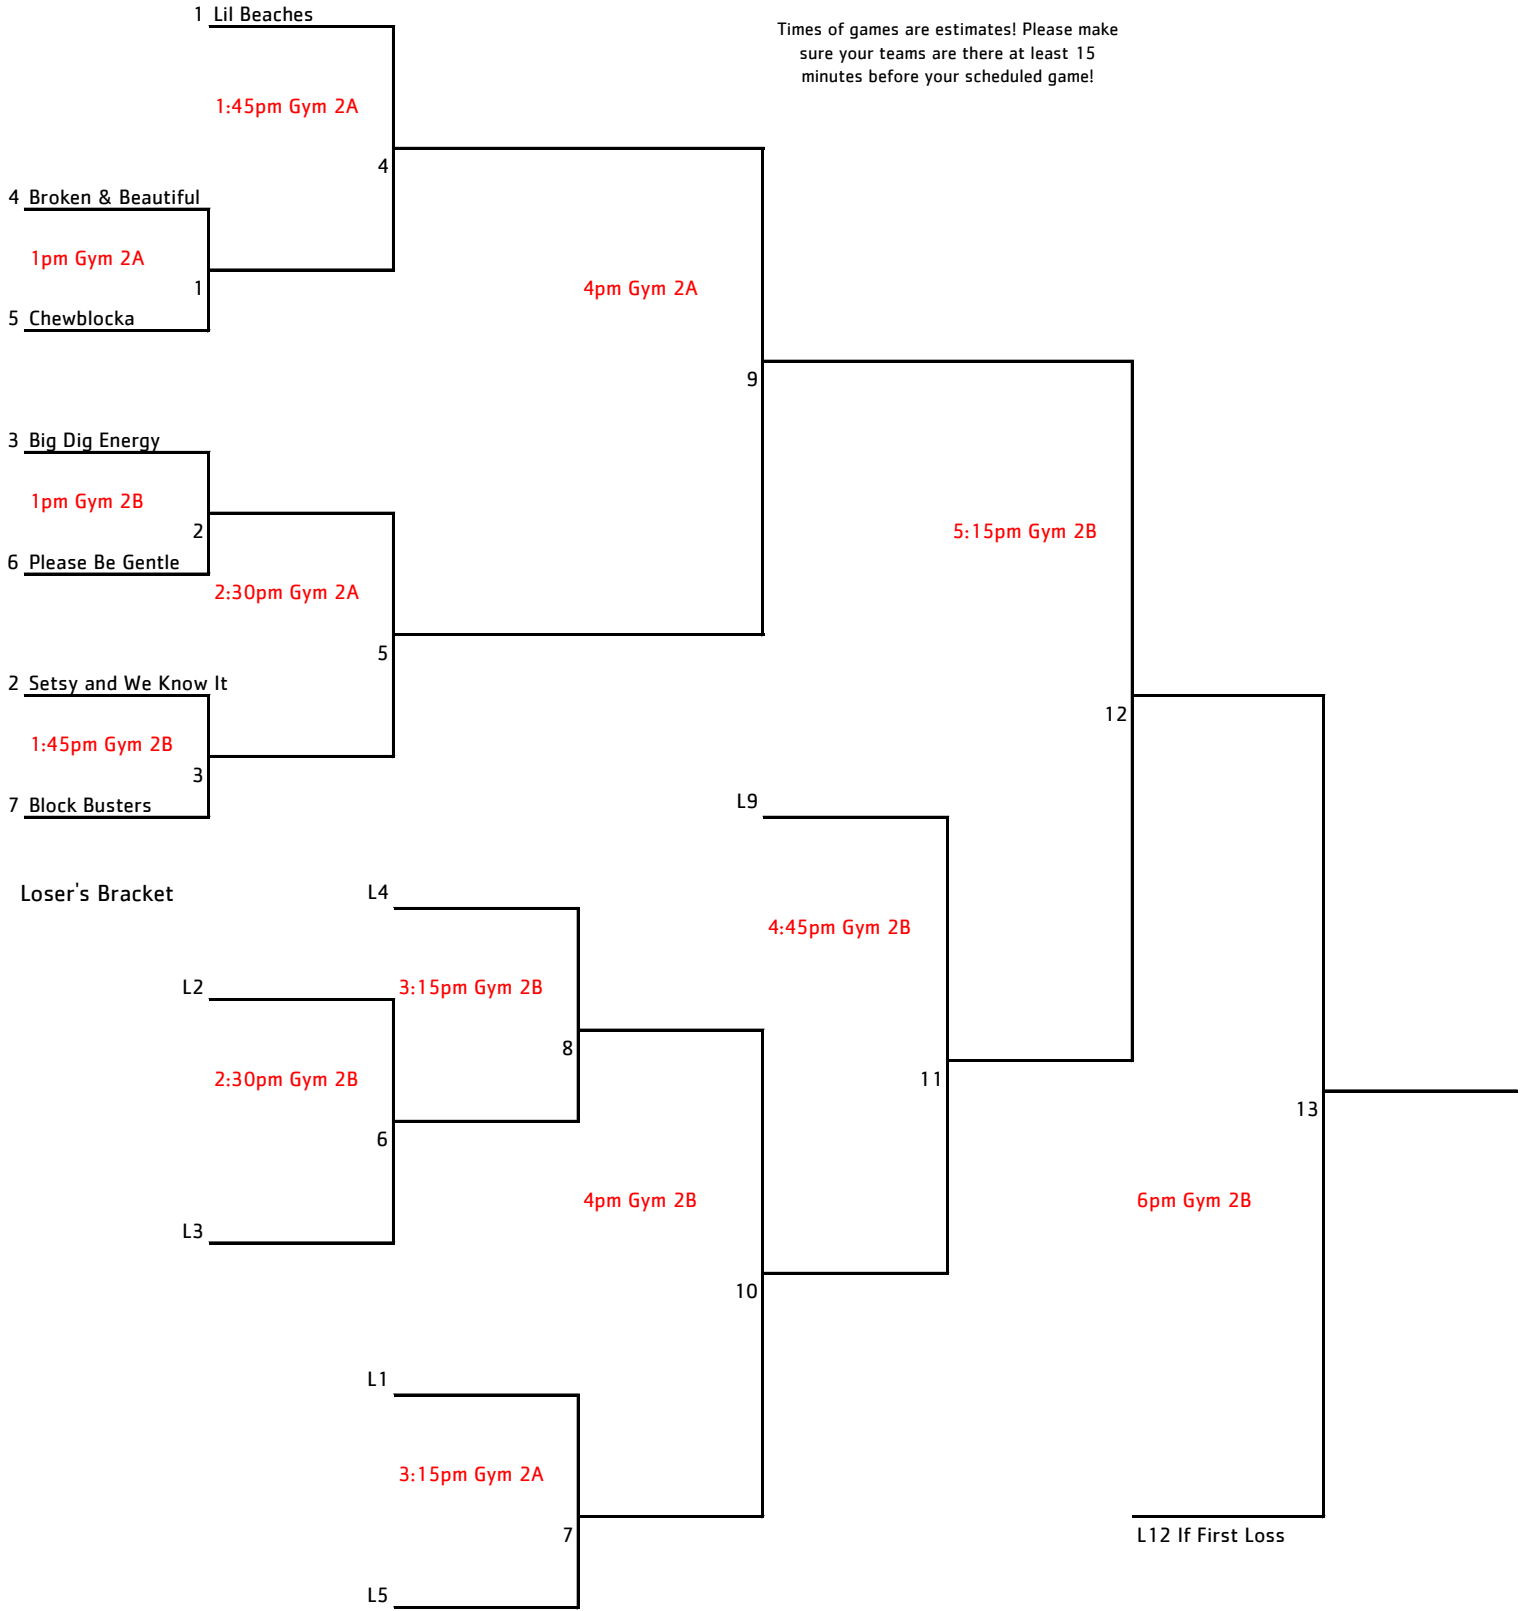 1 Lil Beaches
Times of games are estimates! Please make
sure your teams are there at least 15
minutes before your scheduled game!
1:45pm Gym 2A
4
4 Broken & Beautiful
1pm Gym 2A
1
4pm Gym 2A
5 Chewblocka
9
3 Big Dig Energy
1pm Gym 2B
2
5:15pm Gym 2B
6 Please Be Gentle
2:30pm Gym 2A
5
2 Setsy and We Know It
12
1:45pm Gym 2B
3
7 Block Busters
L9
Loser's Bracket
L4
4:45pm Gym 2B
L2
3:15pm Gym 2B
8
2:30pm Gym 2B
11
13
6
4pm Gym 2B
6pm Gym 2B
L3
10
L1
3:15pm Gym 2A
7
L12 If First Loss
L5